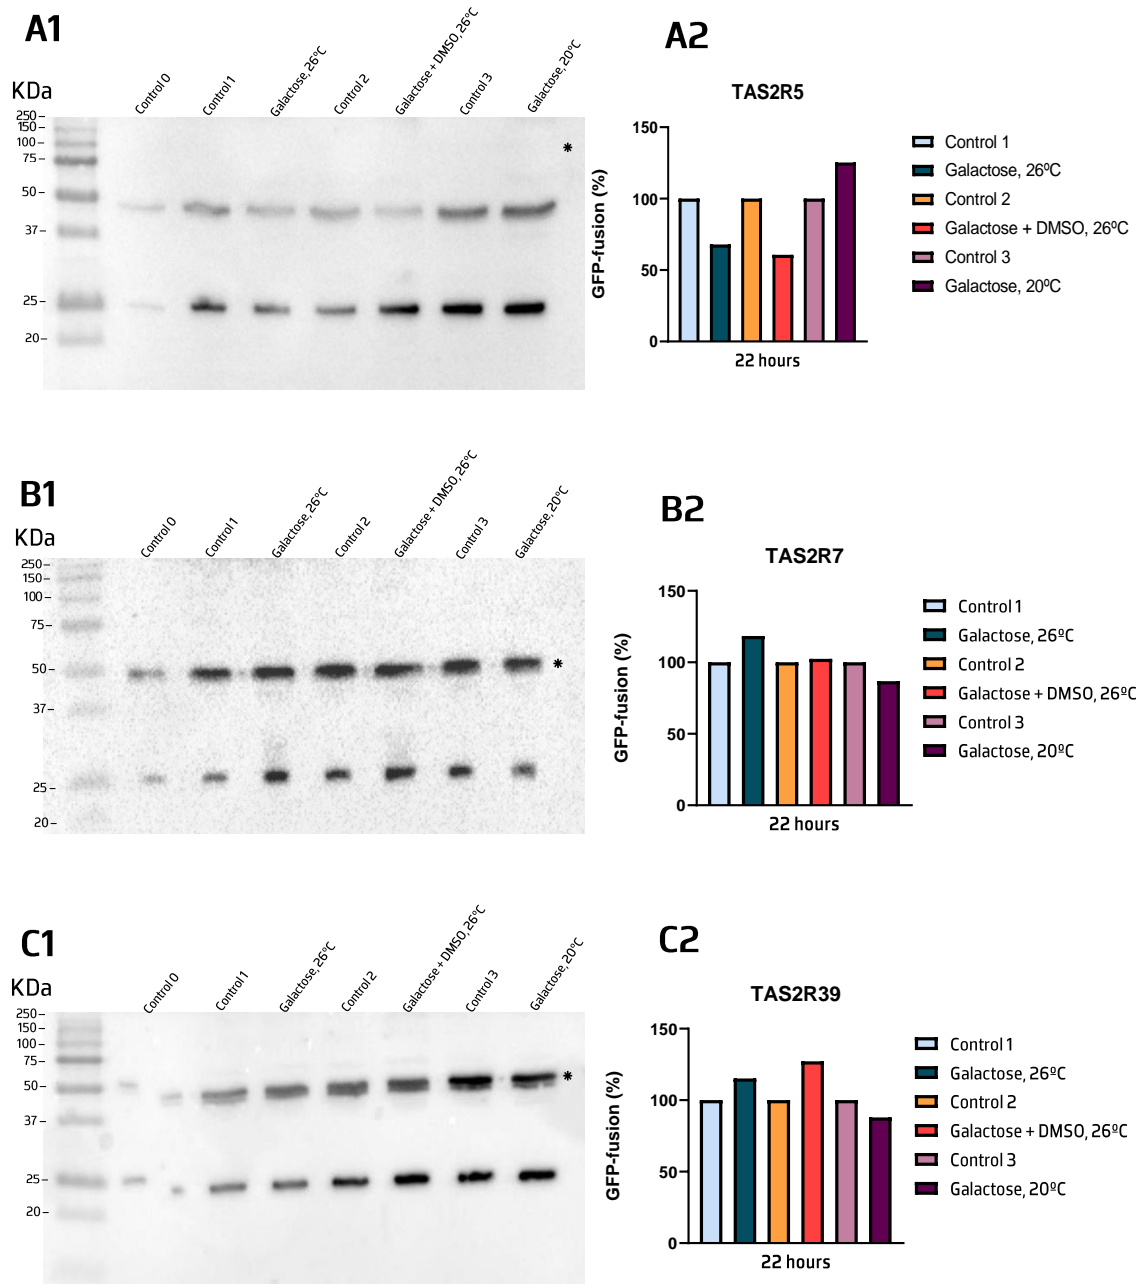 A1
KDa
Control 0
Control 1
Galactose, 26ºC
Control 2
Galactose + DMSO, 26ºC
Control 3
Galactose, 20ºC
250
150
100
75
50
37
25
20
*
A2
TAS2R5
GFP-fusion (%)
150
100
50
0
22 hours
Control 1
Galactose, 26ºC
Control 2
Galactose + DMSO, 26ºC
Control 3
Galactose, 20ºC
B1
KDa
Control 0
Control 1
Galactose, 26ºC
Control 2
Galactose + DMSO, 26ºC
Control 3
Galactose, 20ºC
250
150
100
75
50
37
25
20
*
B2
TAS2R7
GFP-fusion (%)
150
100
50
0
22 hours
Control 1
Galactose, 26ºC
Control 2
Galactose + DMSO, 26ºC
Control 3
Galactose, 20ºC
C1
KDa
Control 0
Control 1
Galactose, 26ºC
Control 2
Galactose + DMSO, 26ºC
Control 3
Galactose, 20ºC
250
150
100
75
50
37
25
20
*
C2
TAS2R39
GFP-fusion (%)
150
100
50
0
22 hours
Control 1
Galactose, 26ºC
Control 2
Galactose + DMSO, 26ºC
Control 3
Galactose, 20ºC